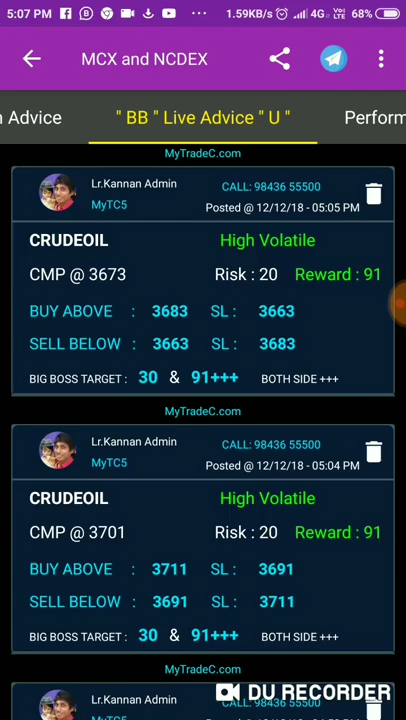 5:07 PM 1.59KB/s 4G VoLTE 68%
MCX and NCDEX
n Advice " BB " Live Advice " U " Perform
MyTradeC.com
Lr.Kannan Admin CALL: 98436 55500
MyTC5 Posted @ 12/12/18 - 05:05 PM
CRUDEOIL High Volatile
CMP @ 3673 Risk : 20 Reward : 91
BUY ABOVE : 3683 SL : 3663
SELL BELOW : 3663 SL : 3683
BIG BOSS TARGET : 30 & 91+++ BOTH SIDE +++
MyTradeC.com
Lr.Kannan Admin CALL: 98436 55500
MyTC5 Posted @ 12/12/18 - 05:04 PM
CRUDEOIL High Volatile
CMP @ 3701 Risk : 20 Reward : 91
BUY ABOVE : 3711 SL : 3691
SELL BELOW : 3691 SL : 3711
BIG BOSS TARGET : 30 & 91+++ BOTH SIDE +++
MyTradeC.com
Lr.Kannan Admin CALL: 98436 55500
DU RECORDER
MyTC5